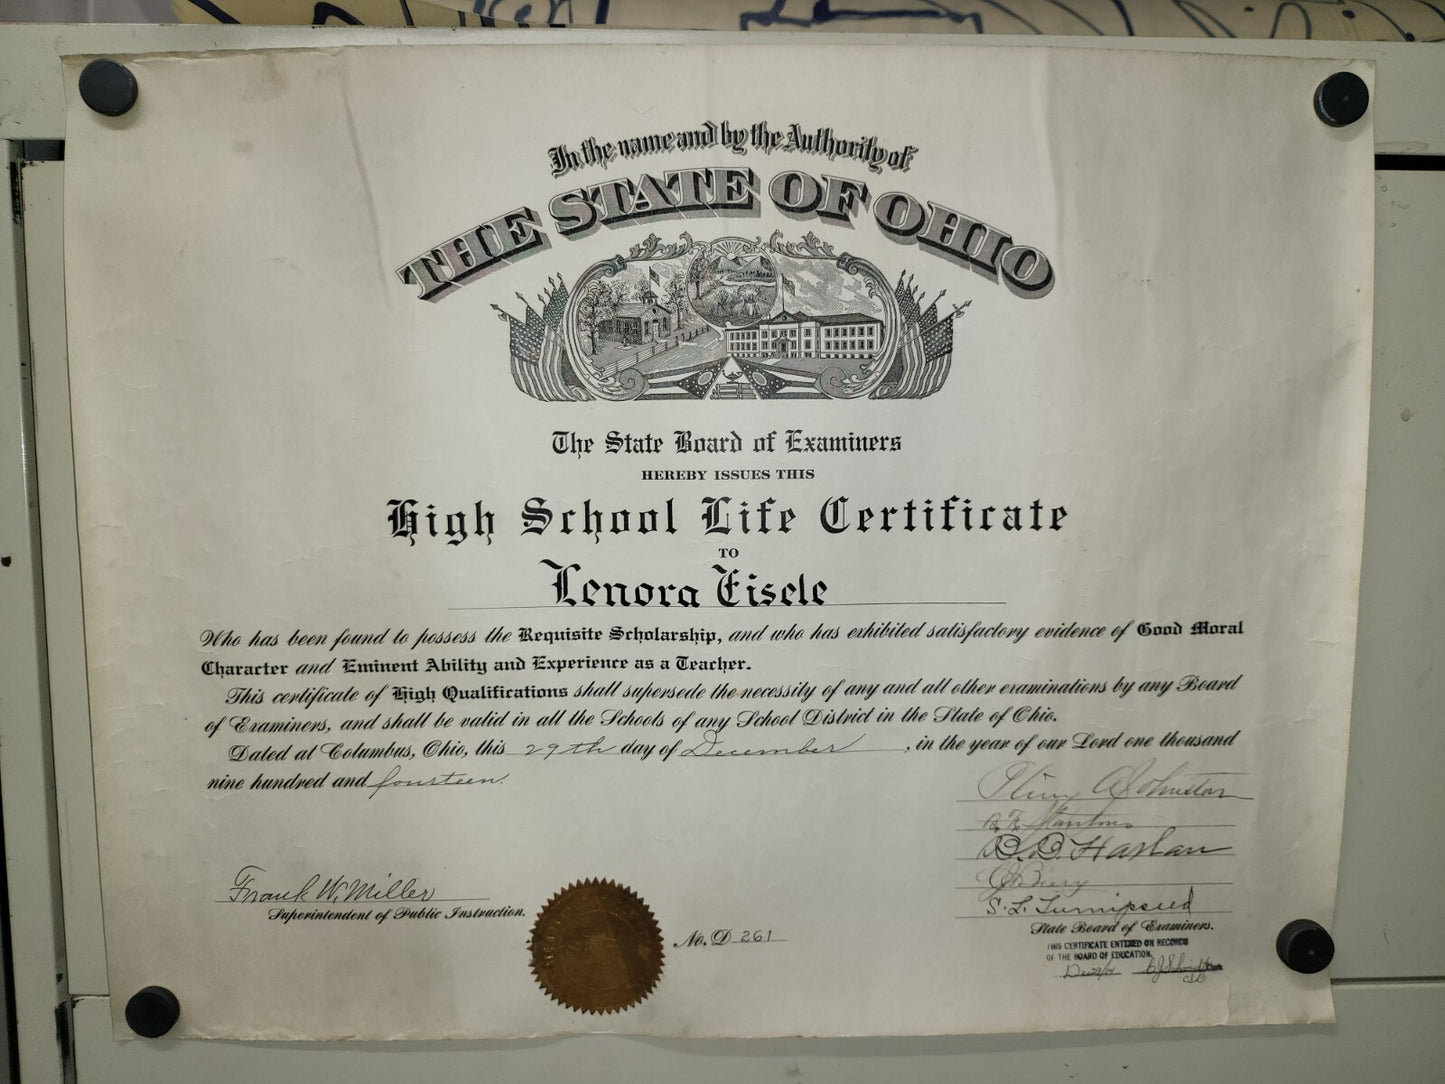 In the name and by the Authority of
THE STATE OF OHIO
The State Board of Examiners
HEREBY ISSUES THIS
High School Life Certificate
TO
Lenora Eisele
Who has been found to possess the Requisite Scholarship, and who has exhibited satisfactory evidence of Good Moral
Character and Eminent Ability and Experience as a Teacher.
This certificate of High Qualifications shall supersede the necessity of any and all other examinations by any Board
of Examiners, and shall be valid in all the Schools of any School District in the State of Ohio.
Dated at Columbus, Ohio, this 29th day of December, in the year of our Lord one thousand
nine hundred and fourteen.
Johnston
Harlan
S. L. Turnipseed
State Board of Examiners.
Frank W. Miller
Superintendent of Public Instruction.
No. D 261
THIS CERTIFICATE ENTERED ON RECORDS
OF THE BOARD OF EDUCATION.